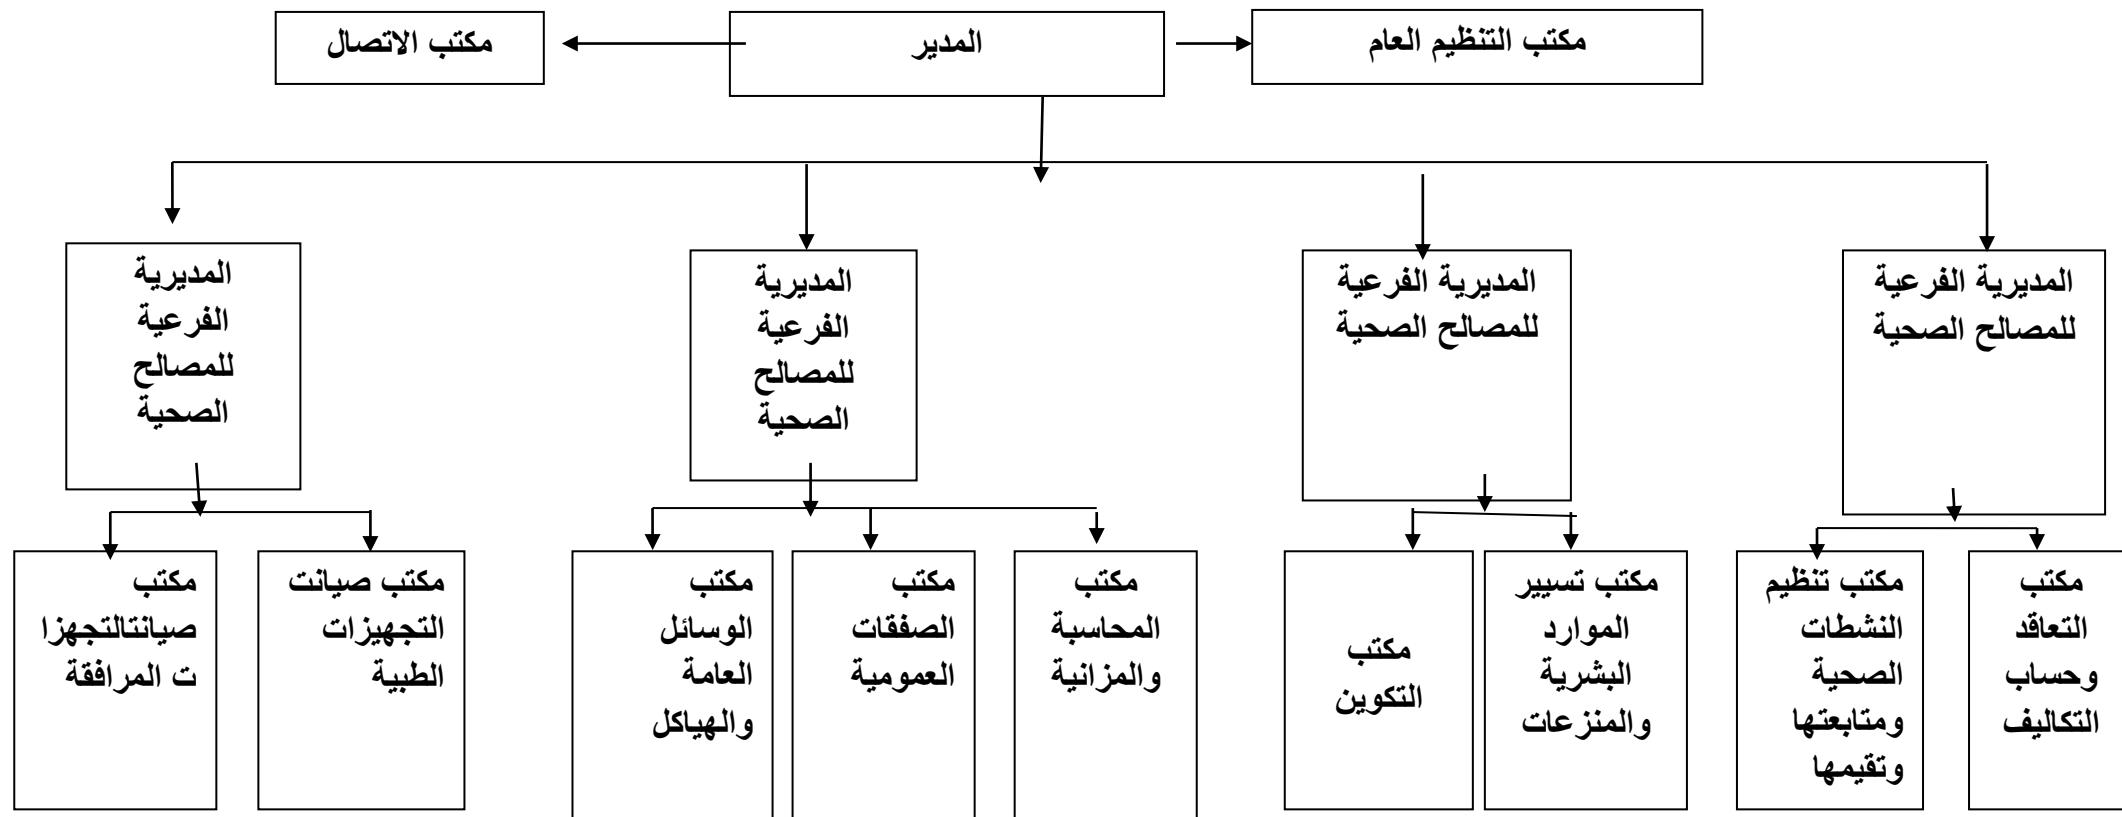 مكتب التنظيم العام
المدير
مكتب الاتصال
المديرية الفرعية
للمصالح الصحية
المديرية الفرعية
للمصالح الصحية
المديرية
الفرعية
للمصالح
الصحية
المديرية
الفرعية
للمصالح
الصحية
مكتب
التعاقد
وحساب
التكاليف
مكتب تنظيم
النشطات
الصحية
ومتابعتها
وتقيمها
مكتب تسيير
الموارد
البشرية
والمنزعات
مكتب
التكوين
مكتب
المحاسبة
والمزانية
مكتب
الصفقات
العمومية
مكتب
الوسائل
العامة
والهياكل
مكتب صيانت
التجهيزات
الطبية
مكتب
صيانتالتجهزا
ت المرافقة